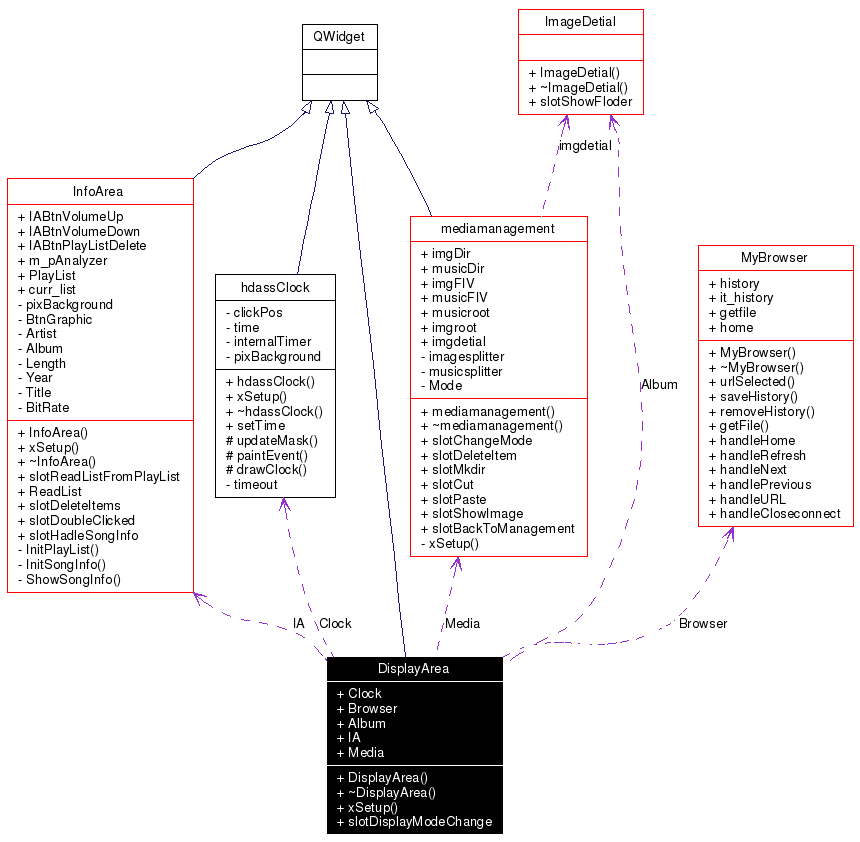 QWidget
ImageDetial
+ ImageDetial()
+ ~ImageDetial()
+ slotShowFloder
imgdetial
InfoArea
+ IABtnVolumeUp
+ IABtnVolumeDown
+ IABtnPlayListDelete
+ m_pAnalyzer
+ PlayList
+ curr_list
- pixBackground
- BtnGraphic
- Artist
- Album
- Length
- Year
- Title
- BitRate
+ InfoArea()
+ xSetup()
+ ~InfoArea()
+ slotReadListFromPlayList
+ ReadList
+ slotDeleteItems
+ slotDoubleClicked
+ slotHadleSongInfo
- InitPlayList()
- InitSongInfo()
- ShowSongInfo()
hdassClock
- clickPos
- time
- internalTimer
- pixBackground
+ hdassClock()
+ xSetup()
+ ~hdassClock()
+ setTime
# updateMask()
# paintEvent()
# drawClock()
- timeout
mediamanagement
+ imgDir
+ musicDir
+ imgFIV
+ musicFIV
+ musicroot
+ imgroot
+ imgdetial
- imagesplitter
- musicsplitter
- Mode
+ mediamanagement()
+ ~mediamanagement()
+ slotChangeMode
+ slotDeleteItem
+ slotMkdir
+ slotCut
+ slotPaste
+ slotShowImage
+ slotBackToManagement
- xSetup()
MyBrowser
+ history
+ it_history
+ getfile
+ home
+ MyBrowser()
+ ~MyBrowser()
+ urlSelected()
+ saveHistory()
+ removeHistory()
+ getFile()
+ handleHome
+ handleRefresh
+ handleNext
+ handlePrevious
+ handleURL
+ handleCloseconnect
Album
IA
Clock
Media
Browser
DisplayArea
+ Clock
+ Browser
+ Album
+ IA
+ Media
+ DisplayArea()
+ ~DisplayArea()
+ xSetup()
+ slotDisplayModeChange